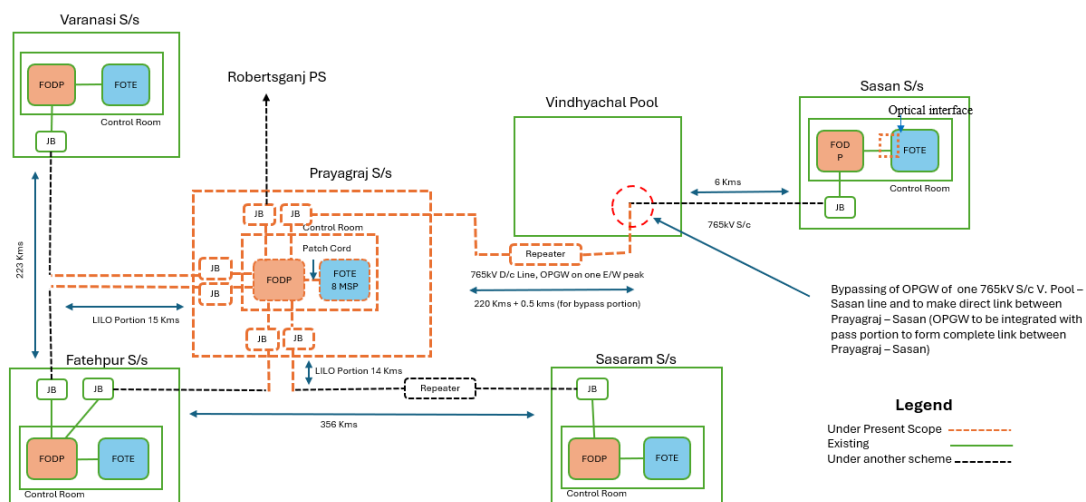 Varanasi S/s
FODP
FOTE
Control Room
JB
Robertsganj PS
Vindhyachal Pool
Sasan S/s
Optical interface
FOD
P
FOTE
Control Room
JB
6 Kms
765kV S/c
Prayagraj S/s
JB
JB
Control Room
Patch Cord
JB
JB
FODP
FOTE
8 MSP
JB
JB
Repeater
765kV D/c Line, OPGW on one E/W peak
220 Kms + 0.5 kms (for bypass portion)
223 Kms
LILO Portion 15 Kms
LILO Portion 14 Kms
Bypassing of OPGW of one 765kV S/c V. Pool –
Sasan line and to make direct link between
Prayagraj – Sasan (OPGW to be integrated with
pass portion to form complete link between
Prayagraj – Sasan)
Fatehpur S/s
JB
JB
FODP
FOTE
Control Room
Repeater
356 Kms
Sasaram S/s
JB
FODP
FOTE
Control Room
Legend
Under Present Scope
Existing
Under another scheme